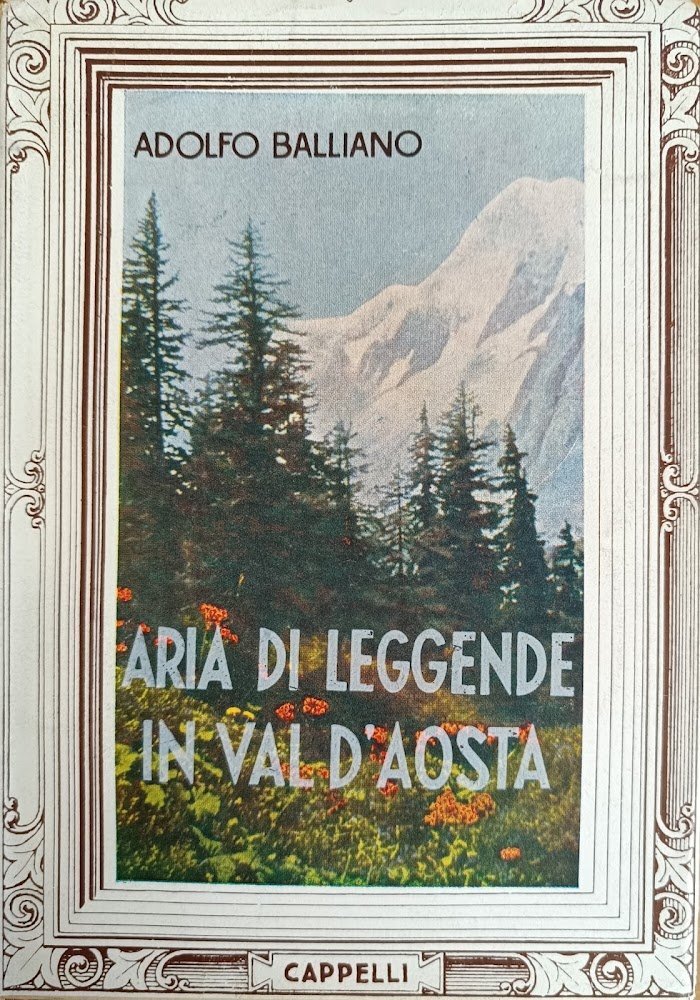 ADOLFO BALLIANO
ARIA DI LEGGENDE
IN VAL D'AOSTA
CAPPELLI